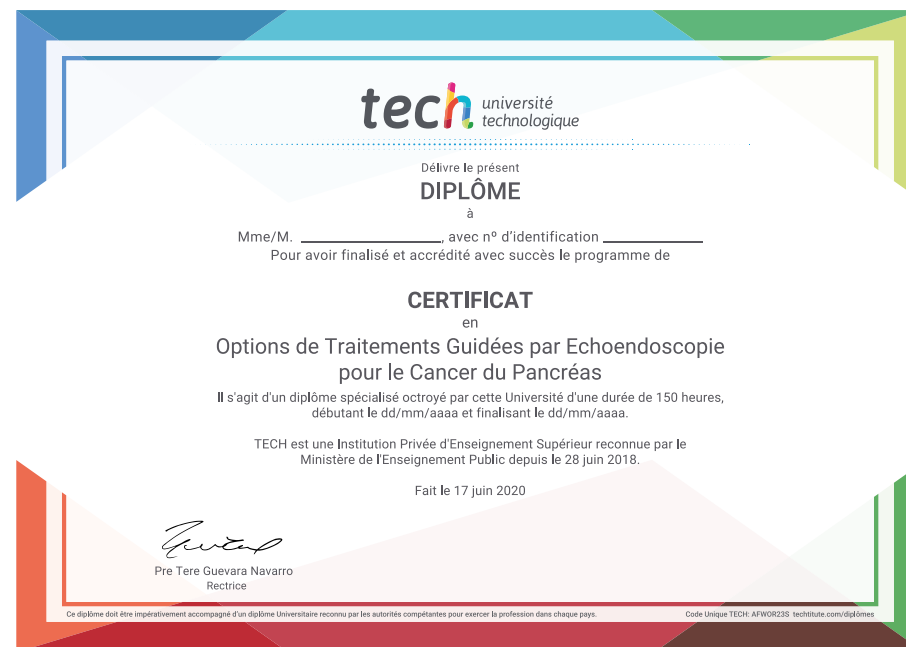 tech université
technologique
Délivre le présent
DIPLÔME
à
Mme/M. ____________________, avec nº d'identification ______________
Pour avoir finalisé et accrédité avec succès le programme de
CERTIFICAT
en
Options de Traitements Guidées par Echoendoscopie
pour le Cancer du Pancréas
Il s'agit d'un diplôme spécialisé octroyé par cette Université d'une durée de 150 heures,
débutant le dd/mm/aaaa et finalisant le dd/mm/aaaa.
TECH est une Institution Privée d'Enseignement Supérieur reconnue par le
Ministère de l'Enseignement Public depuis le 28 juin 2018.
Fait le 17 juin 2020
Pre Tere Guevara Navarro
Rectrice
Ce diplôme doit être impérativement accompagné d'un diplôme Universitaire reconnu par les autorités compétentes pour exercer la profession dans chaque pays.
Code Unique TECH: AFWOR23S techtitute.com/diplômes